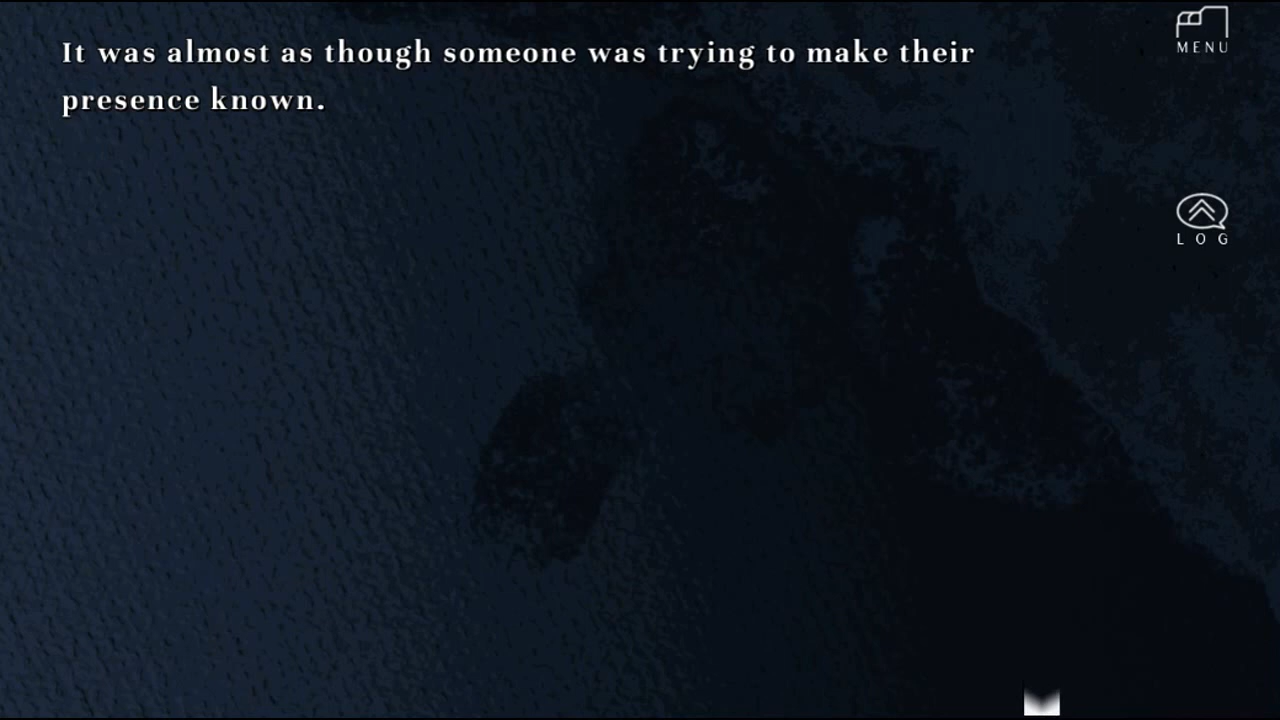 It was almost as though someone was trying to make their
presence known.
MENU
LOG